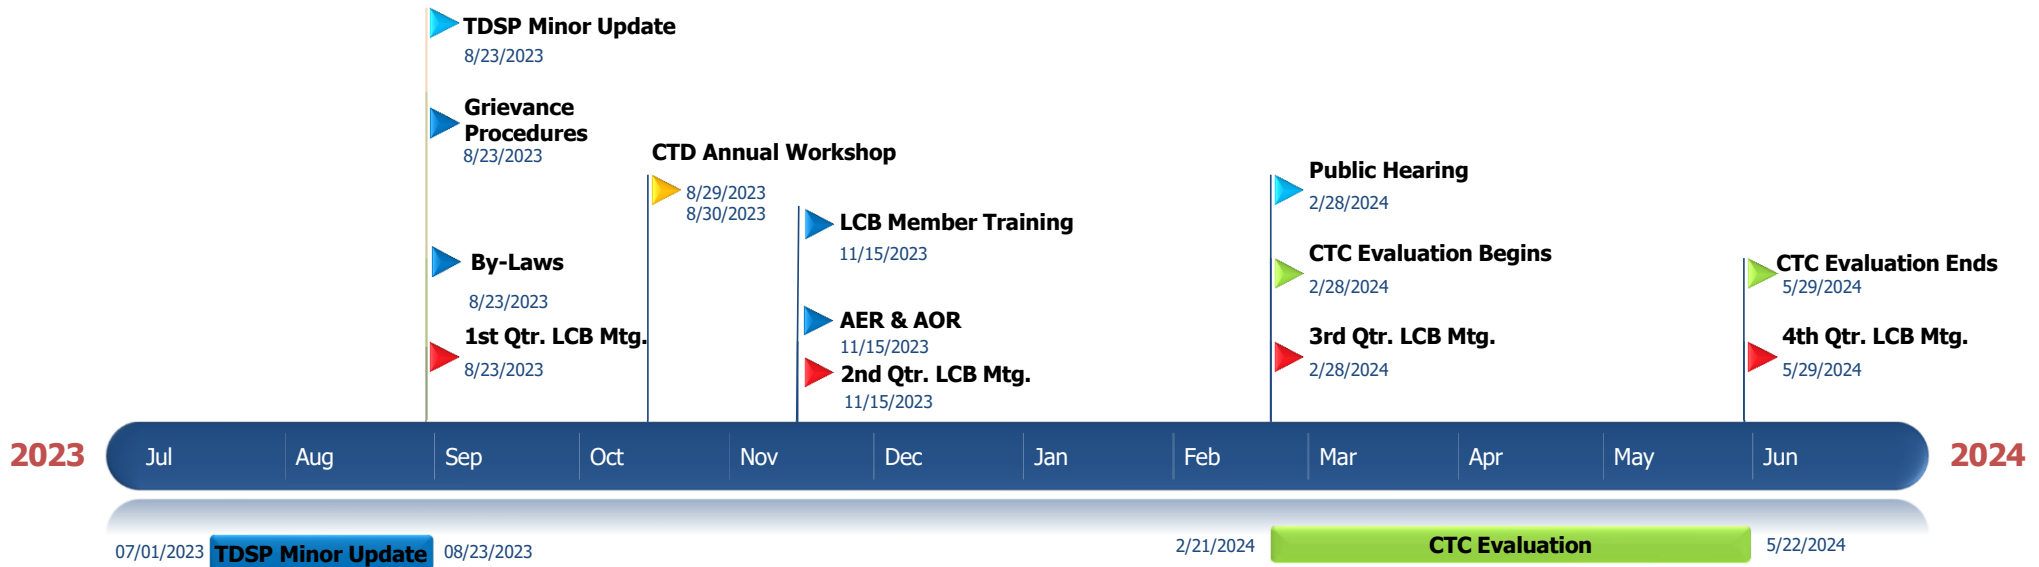 TDSP Minor Update
8/23/2023
Grievance
Procedures
8/23/2023
By-Laws
8/23/2023
1st Qtr. LCB Mtg.
8/23/2023
CTD Annual Workshop
8/29/2023
8/30/2023
LCB Member Training
11/15/2023
AER & AOR
11/15/2023
2nd Qtr. LCB Mtg.
11/15/2023
Public Hearing
2/28/2024
CTC Evaluation Begins
2/28/2024
3rd Qtr. LCB Mtg.
2/28/2024
CTC Evaluation Ends
5/29/2024
4th Qtr. LCB Mtg.
5/29/2024
2023 Jul Aug Sep Oct Nov Dec Jan Feb Mar Apr May Jun 2024
07/01/2023 TDSP Minor Update 08/23/2023
2/21/2024 CTC Evaluation 5/22/2024